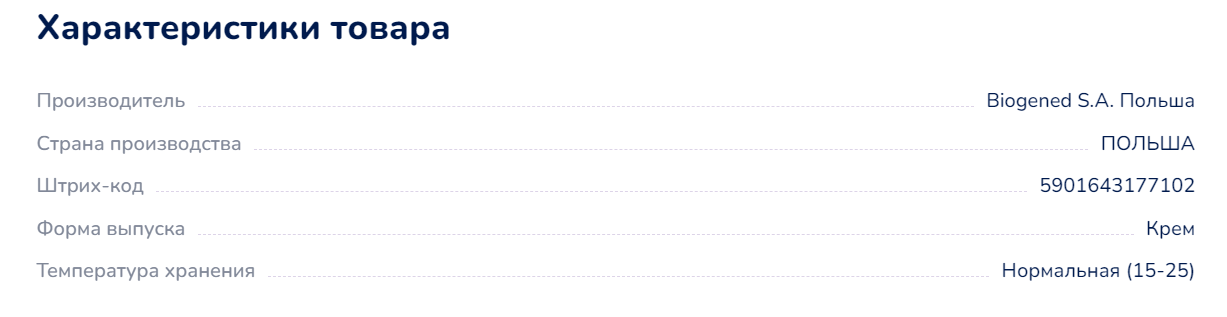 Характеристики товара
Производитель Biogened S.A. Польша
Страна производства ПОЛЬША
Штрих-код 5901643177102
Форма выпуска Крем
Температура хранения Нормальная (15-25)